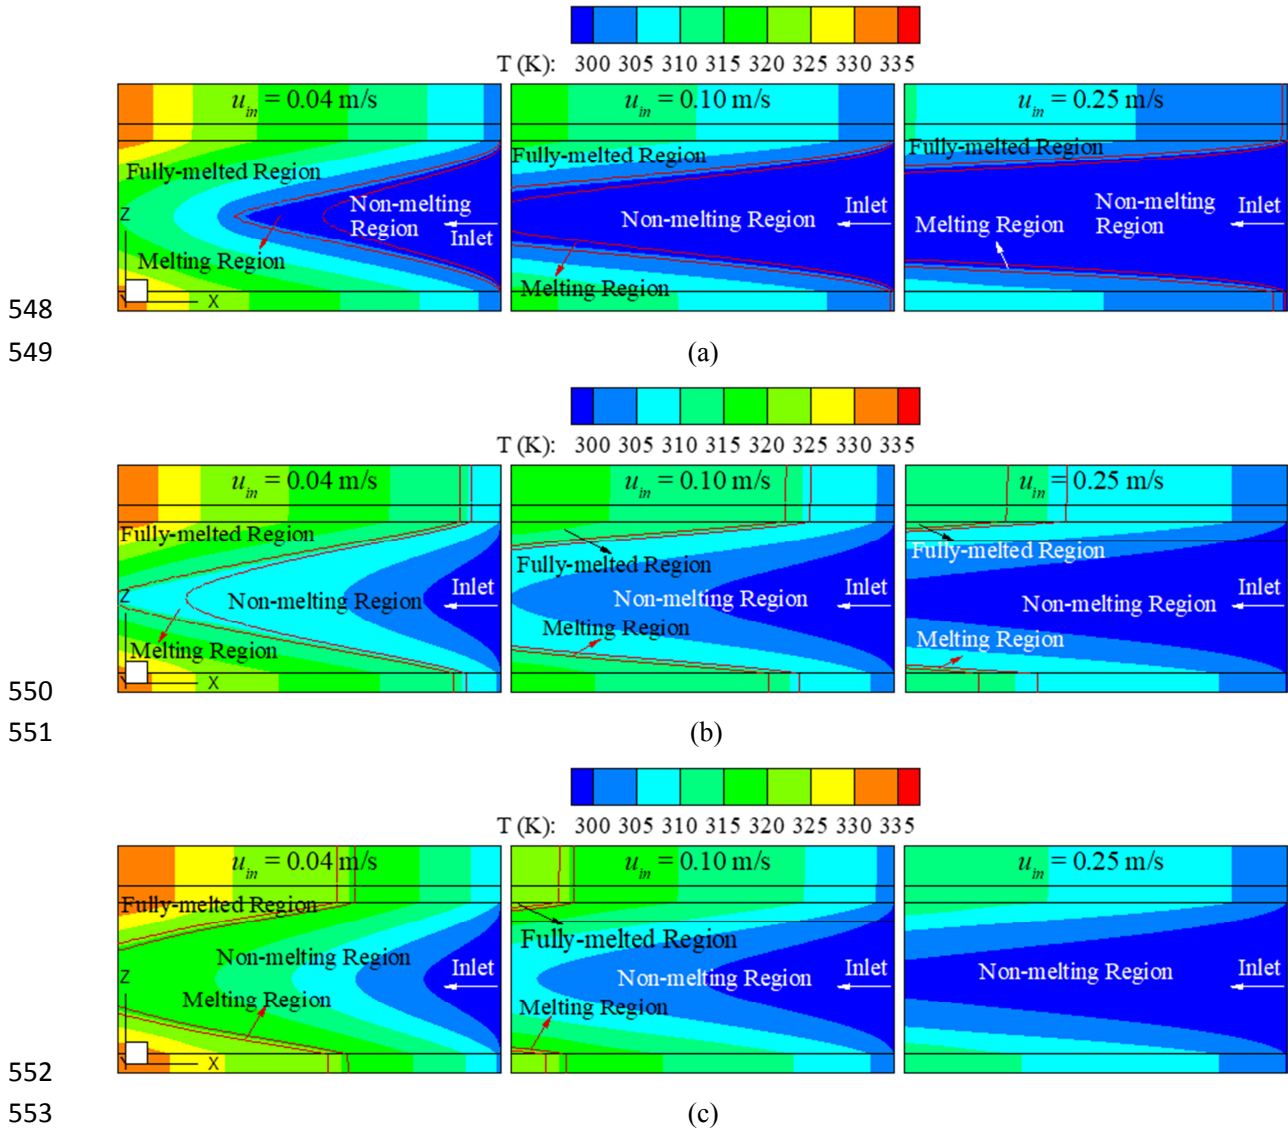 T (K): 300 305 310 315 320 325 330 335
u_in = 0.04 m/s
Fully-melted Region
Z
Non-melting
Region
Inlet
Melting Region
Y X
u_in = 0.10 m/s
Fully-melted Region
Non-melting Region
Inlet
Melting Region
u_in = 0.25 m/s
Fully-melted Region
Melting Region
Non-melting
Region
Inlet
548
549 (a)
T (K): 300 305 310 315 320 325 330 335
u_in = 0.04 m/s
Fully-melted Region
Z
Non-melting Region
Inlet
Melting Region
Y X
u_in = 0.10 m/s
Fully-melted Region
Non-melting Region
Inlet
Melting Region
u_in = 0.25 m/s
Fully-melted Region
Non-melting Region
Inlet
Melting Region
550
551 (b)
T (K): 300 305 310 315 320 325 330 335
u_in = 0.04 m/s
Fully-melted Region
Non-melting Region
Z
Inlet
Melting Region
Y X
u_in = 0.10 m/s
Fully-melted Region
Non-melting Region
Inlet
Melting Region
u_in = 0.25 m/s
Non-melting Region
Inlet
552
553 (c)